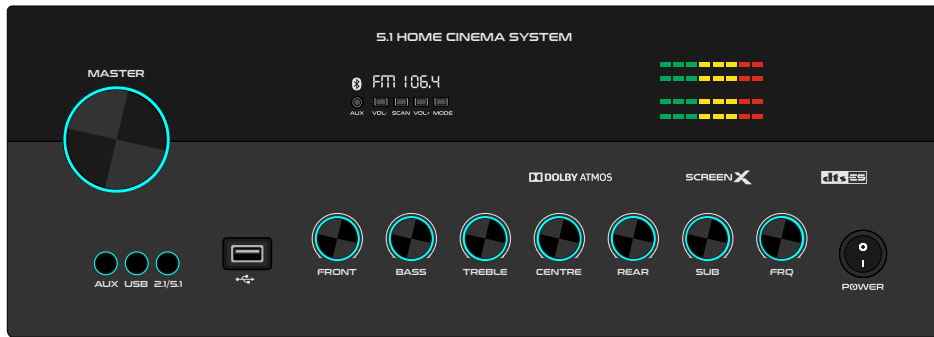 5.1 HOME CINEMA SYSTEM
MASTER
FM 106.4
AUX VOL- SCAN VOL+ MODE
DOLBY ATMOS SCREEN X dts ES
FRONT BASS TREBLE CENTRE REAR SUB FRQ
AUX USB 2.1/5.1
POWER